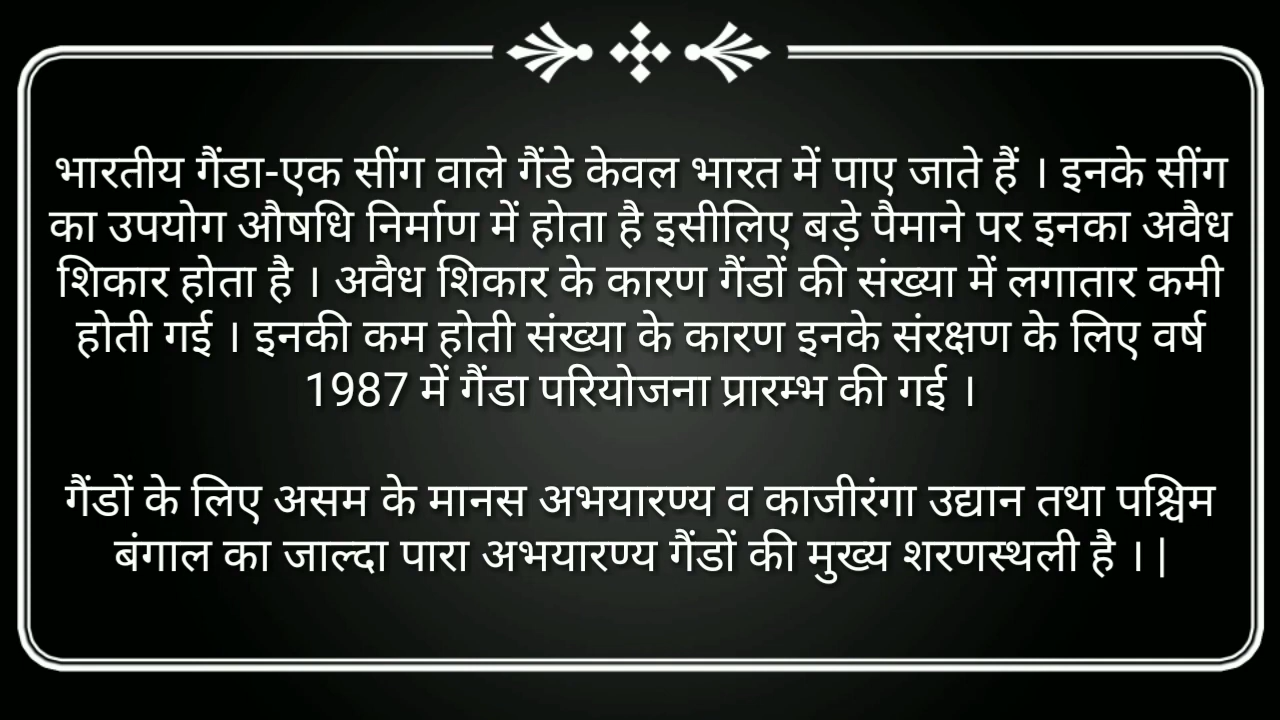 भारतीय गैंडा-एक सींग वाले गैंडे केवल भारत में पाए जाते हैं । इनके सींग
का उपयोग औषधि निर्माण में होता है इसीलिए बड़े पैमाने पर इनका अवैध
शिकार होता है । अवैध शिकार के कारण गैंडों की संख्या में लगातार कमी
होती गई । इनकी कम होती संख्या के कारण इनके संरक्षण के लिए वर्ष
1987 में गैंडा परियोजना प्रारम्भ की गई ।
गैंडों के लिए असम के मानस अभयारण्य व काजीरंगा उद्यान तथा पश्चिम
बंगाल का जाल्दा पारा अभयारण्य गैंडों की मुख्य शरणस्थली है । |